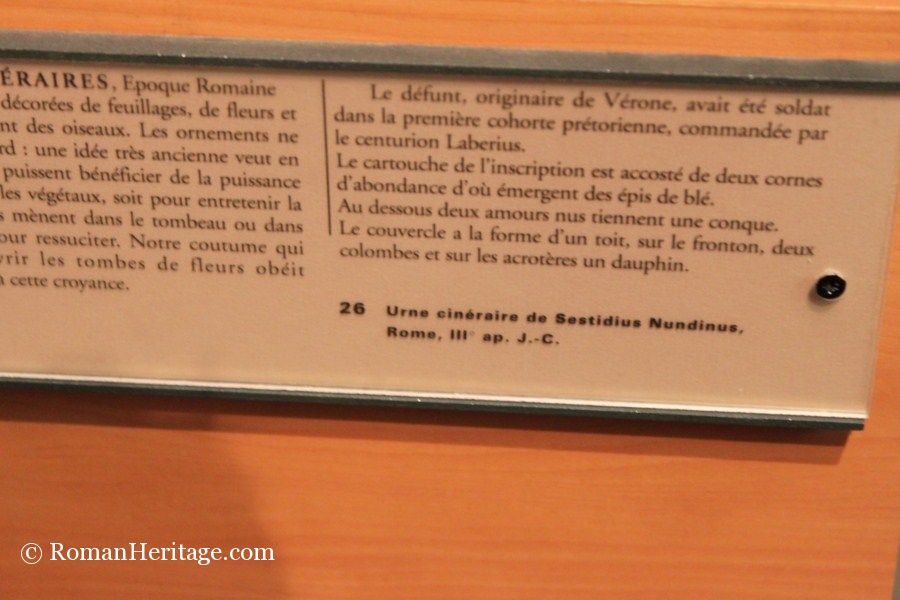 ÉRAIRES, Epoque Romaine
décorées de feuillages, de fleurs et
nt des oiseaux. Les ornements ne
rd : une idée très ancienne veut en
puissent bénéficier de la puissance
les végétaux, soit pour entretenir la
s mènent dans le tombeau ou dans
our ressuciter. Notre coutume qui
vrir les tombes de fleurs obéit
à cette croyance.
Le défunt, originaire de Vérone, avait été soldat
dans la première cohorte prétorienne, commandée par
le centurion Laberius.
Le cartouche de l'inscription est accosté de deux cornes
d'abondance d'où émergent des épis de blé.
Au dessous deux amours nus tiennent une conque.
Le couvercle a la forme d'un toit, sur le fronton, deux
colombes et sur les acrotères un dauphin.
26 Urne cinéraire de Sestidius Nundinus,
Rome, III° ap. J.-C.
© RomanHeritage.com